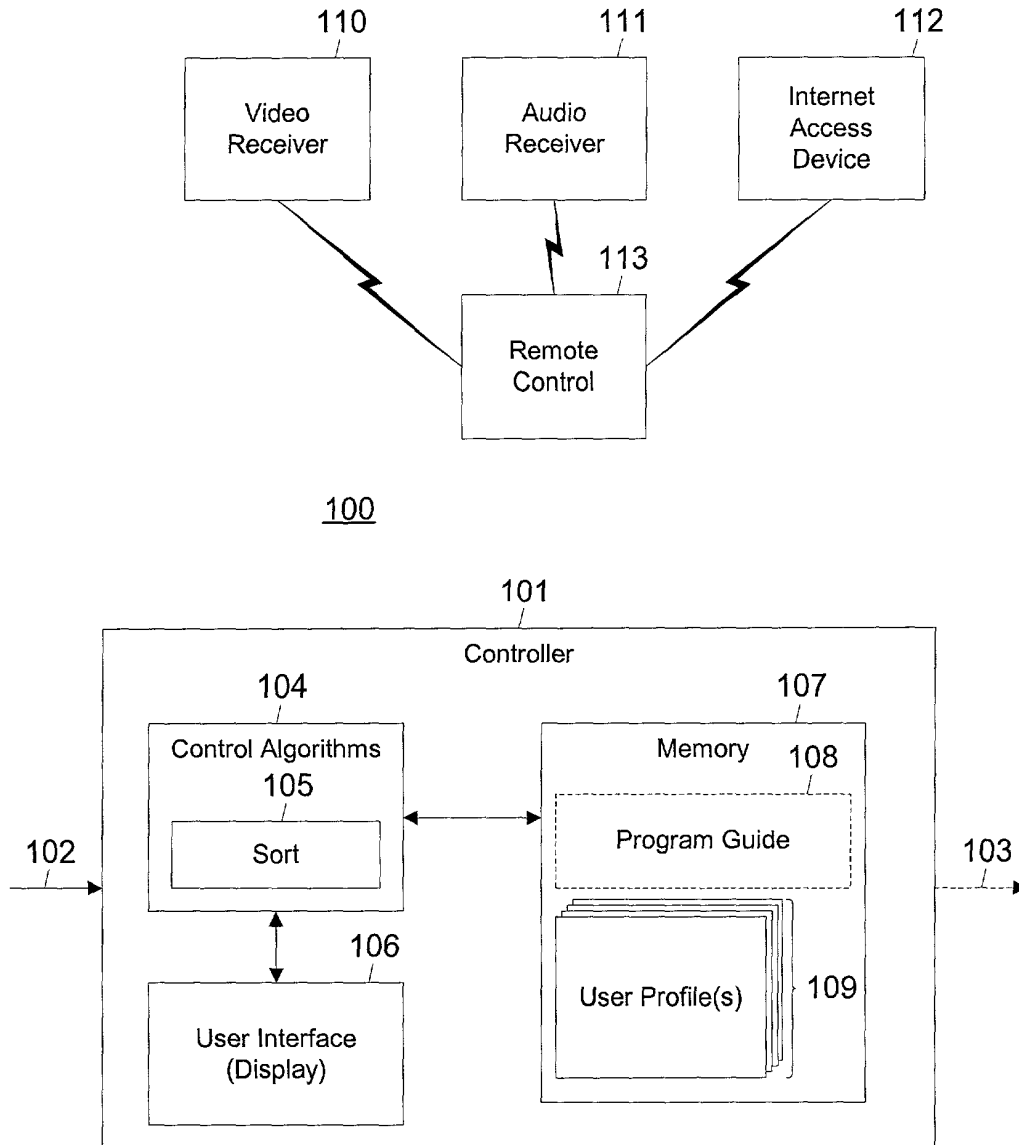 110
111
112
Video
Receiver
Audio
Receiver
Internet
Access
Device
113
Remote
Control
100
101
Controller
104
107
Control Algorithms
Memory
105
108
Sort
Program Guide
102
103
106
User Interface
(Display)
User Profile(s)
109